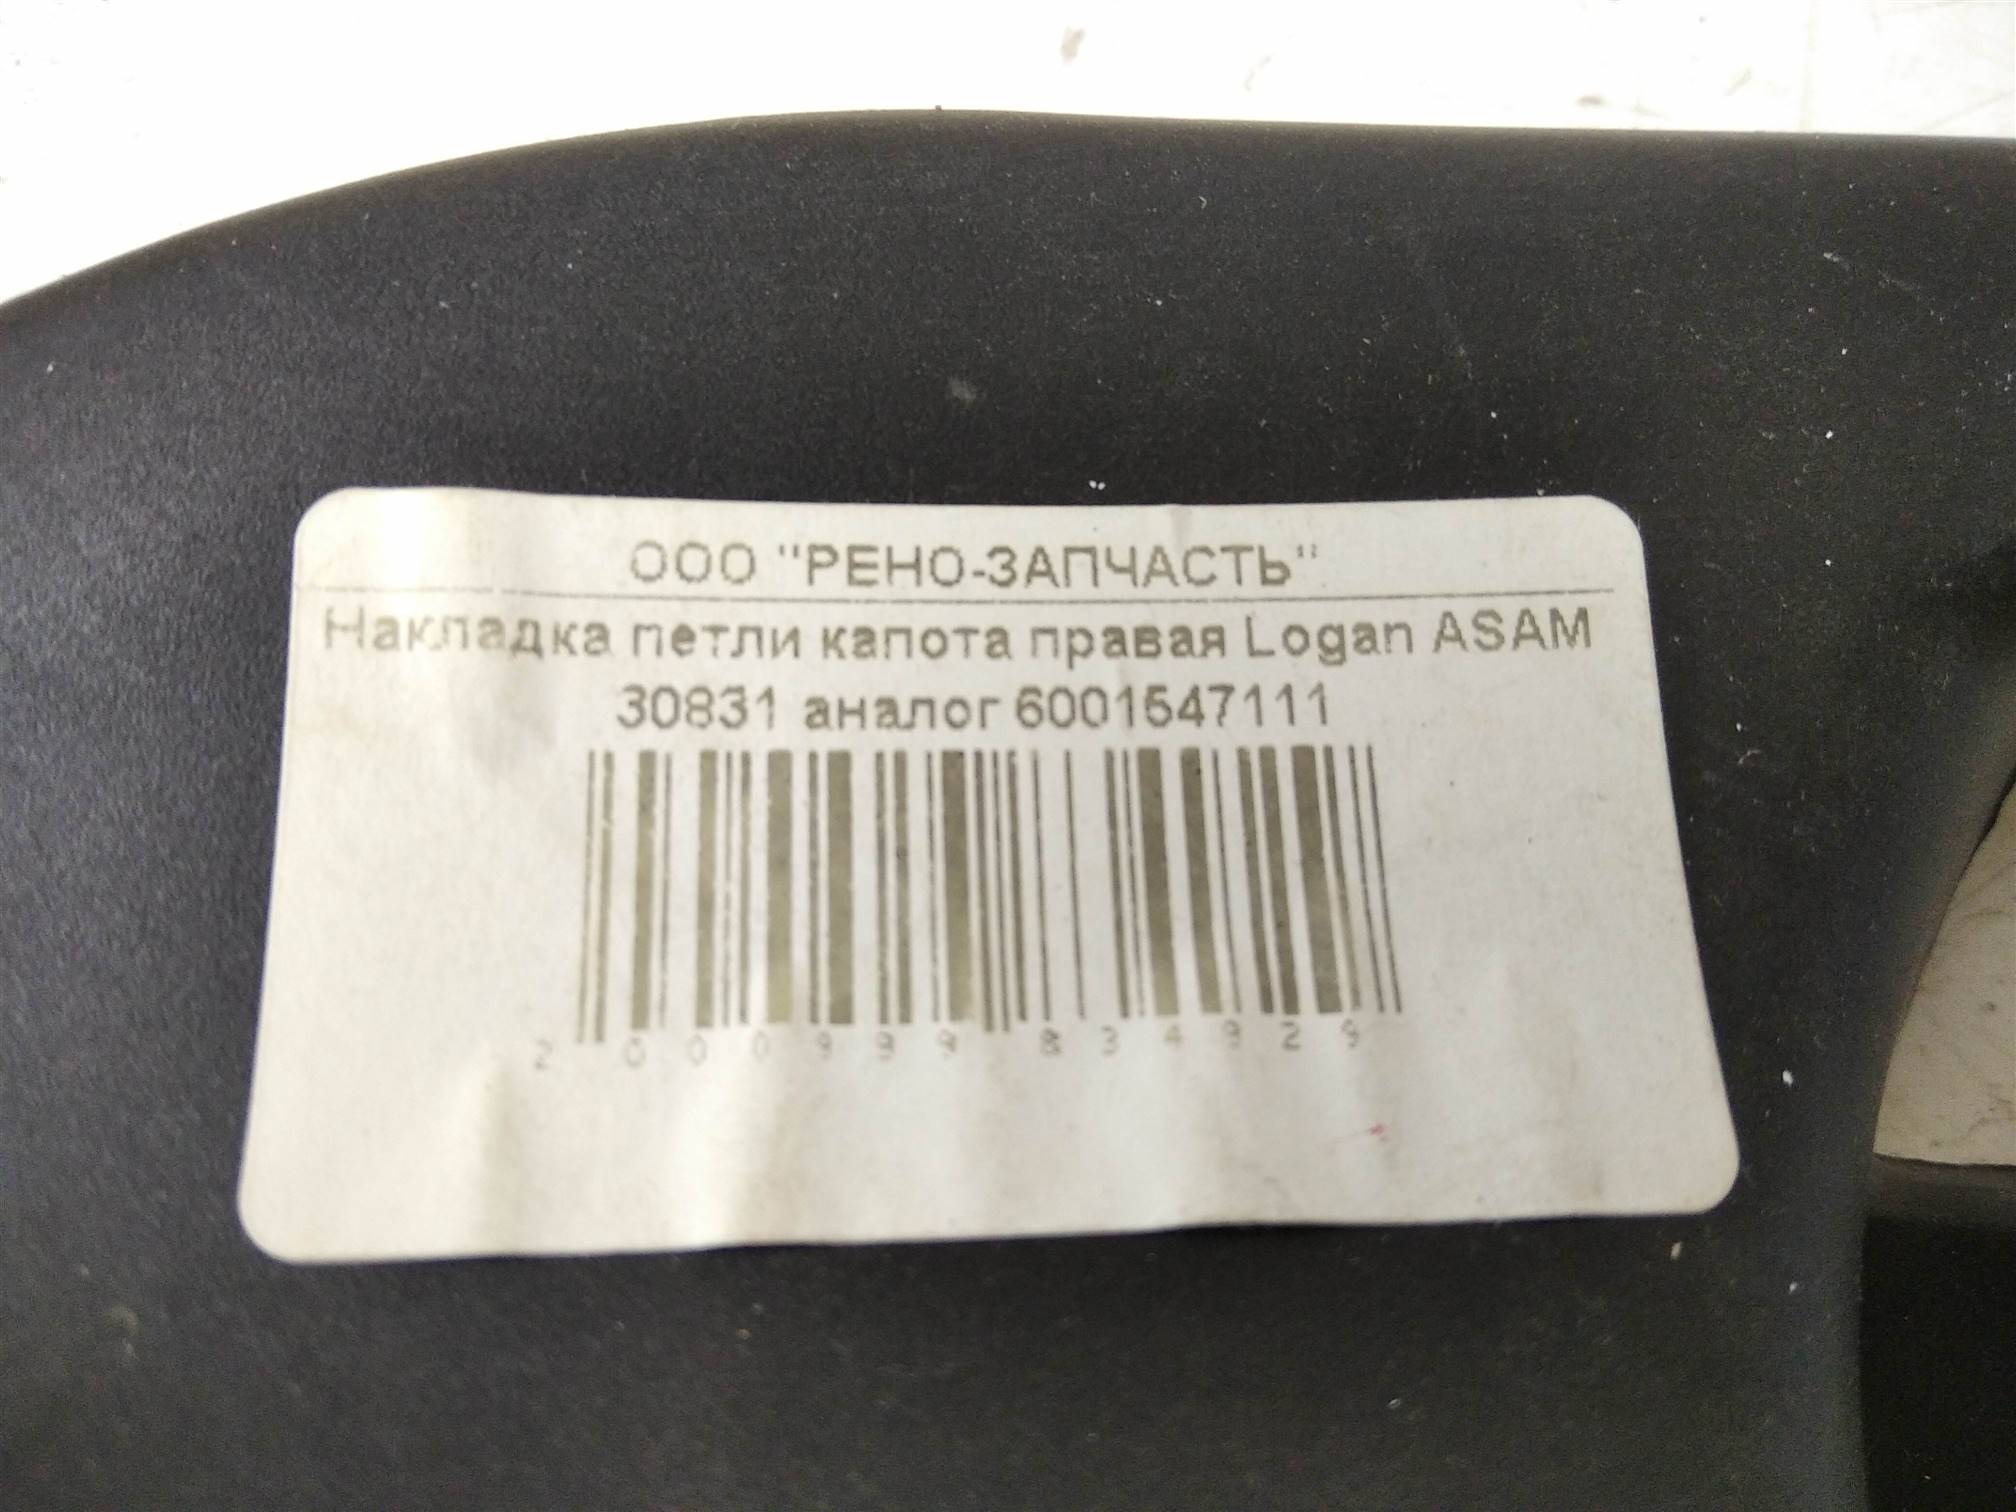 ООО "РЕНО-ЗАПЧАСТЬ"
Накладка петли капота правая Logan ASAM
30831 аналог 6001547111
2 000999 834929